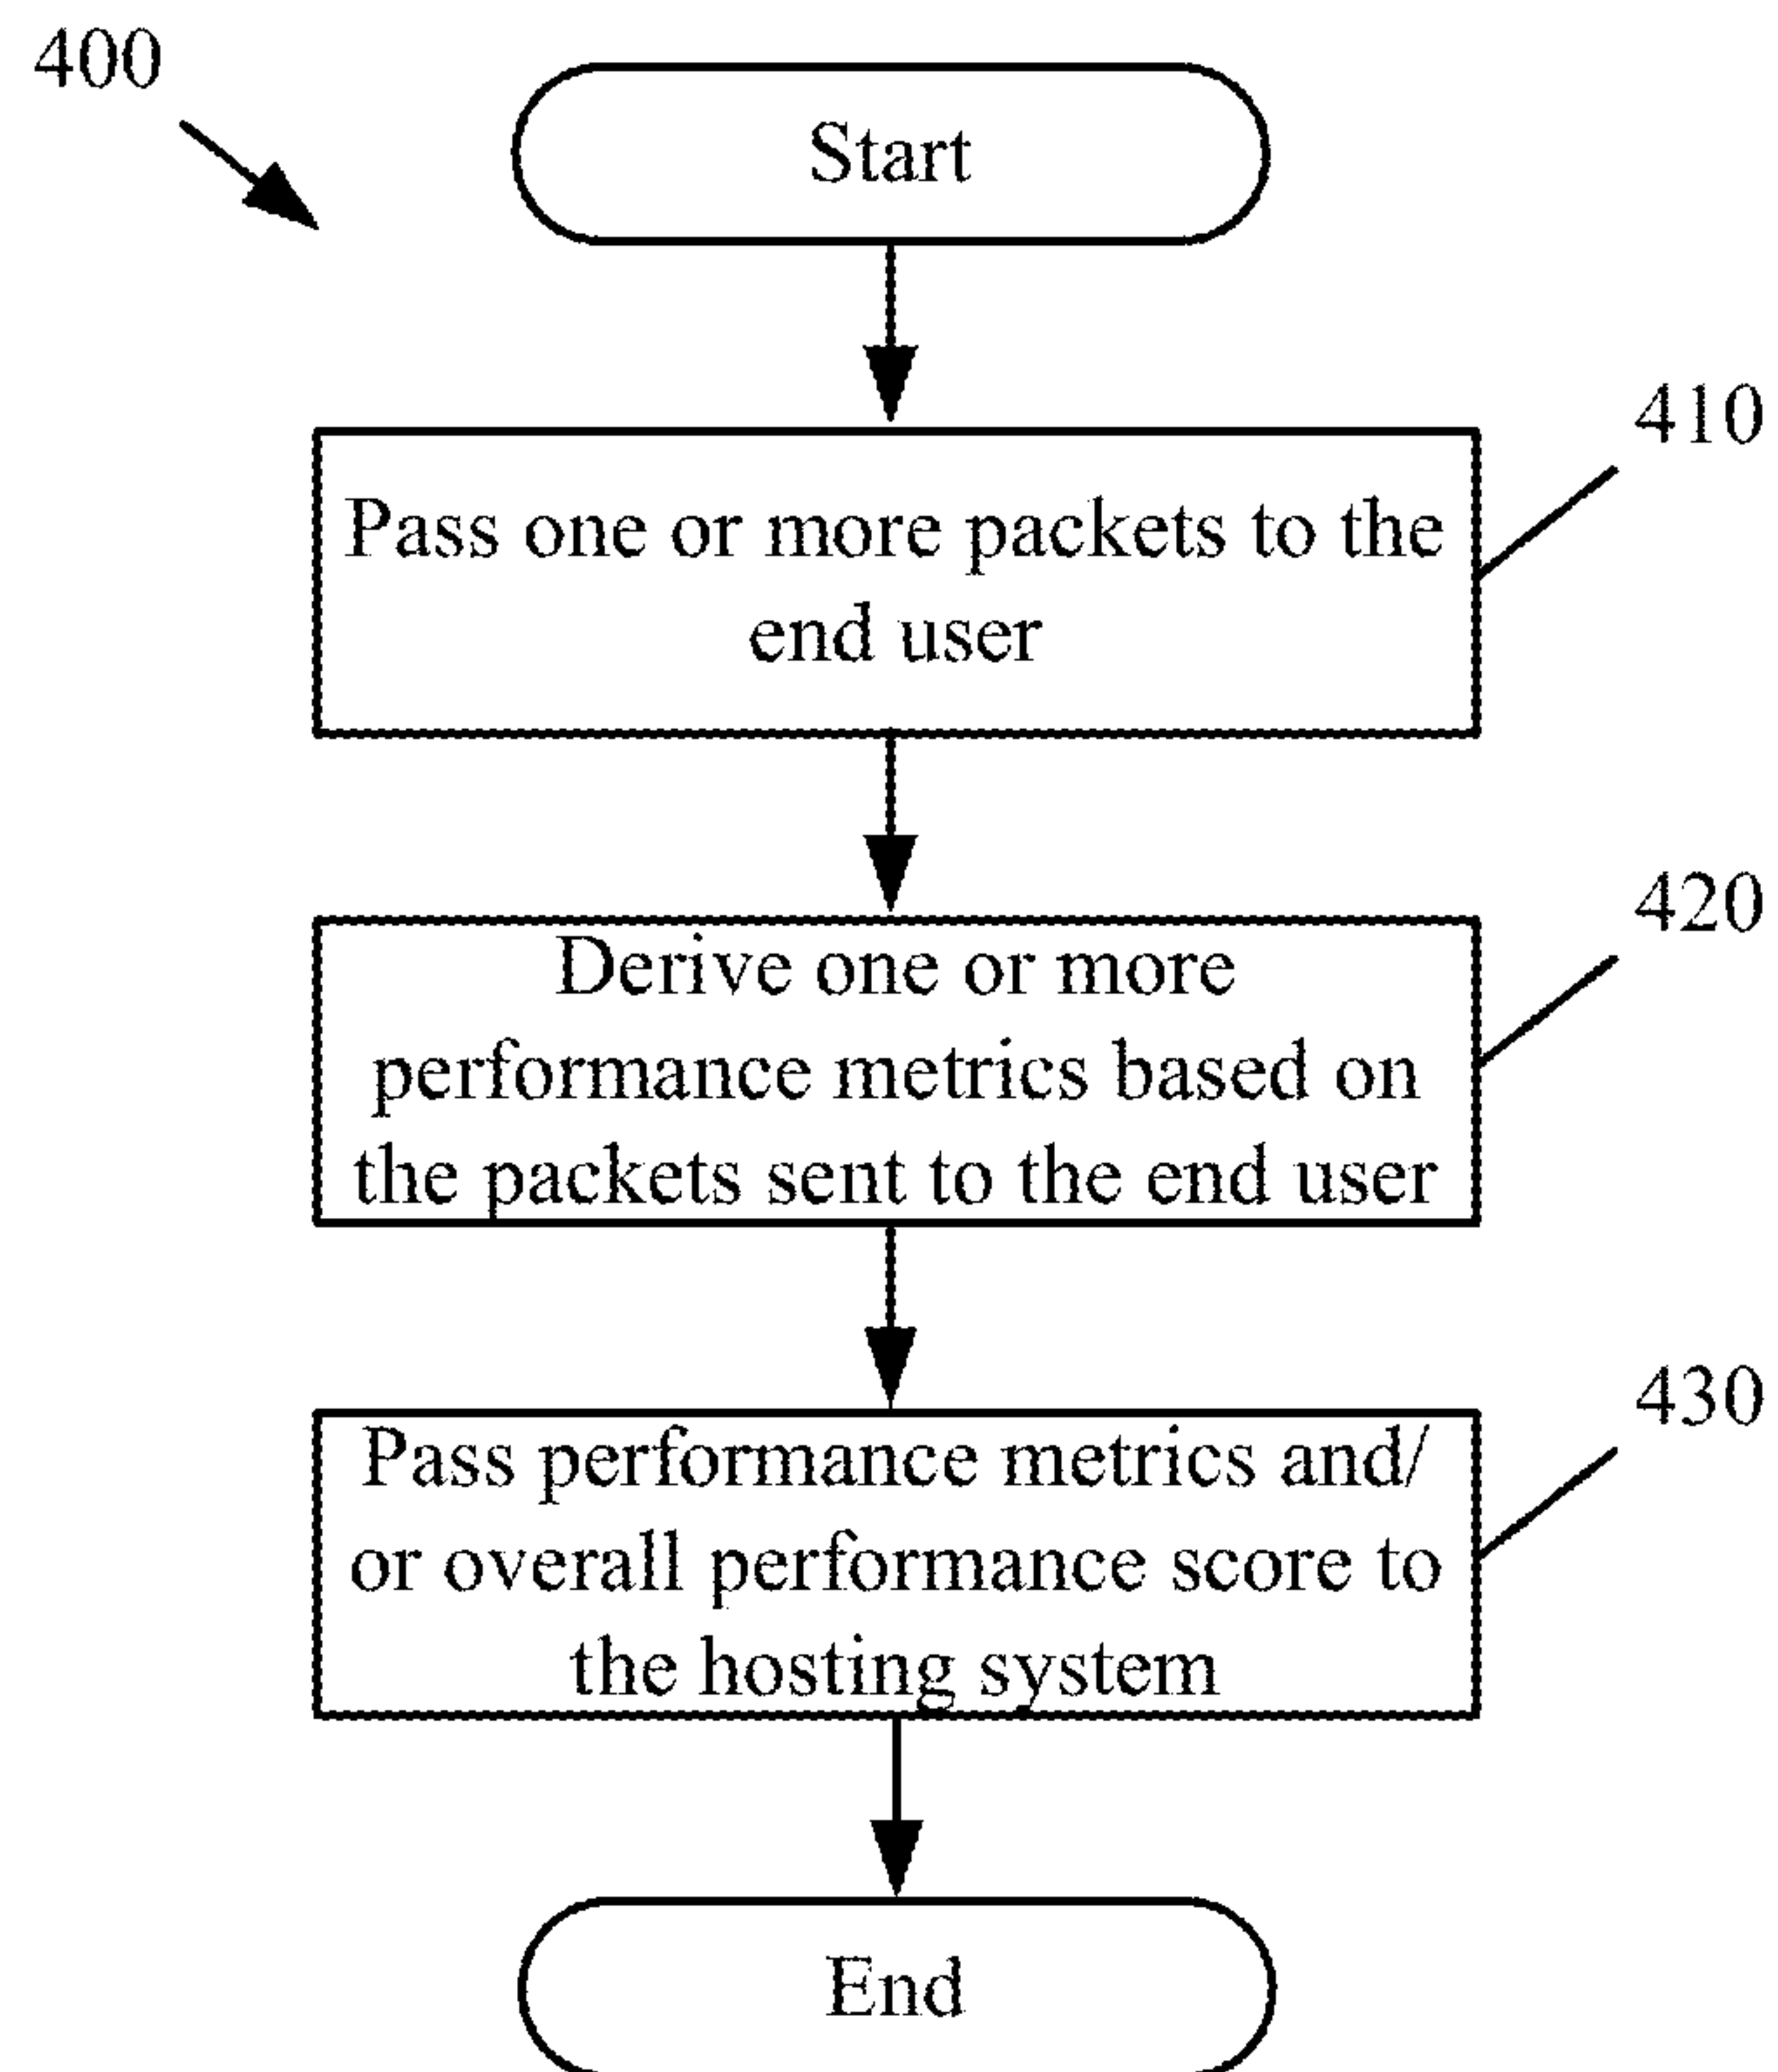 400
Start
410
Pass one or more packets to the
end user
420
Derive one or more
performance metrics based on
the packets sent to the end user
430
Pass performance metrics and/
or overall performance score to
the hosting system
End